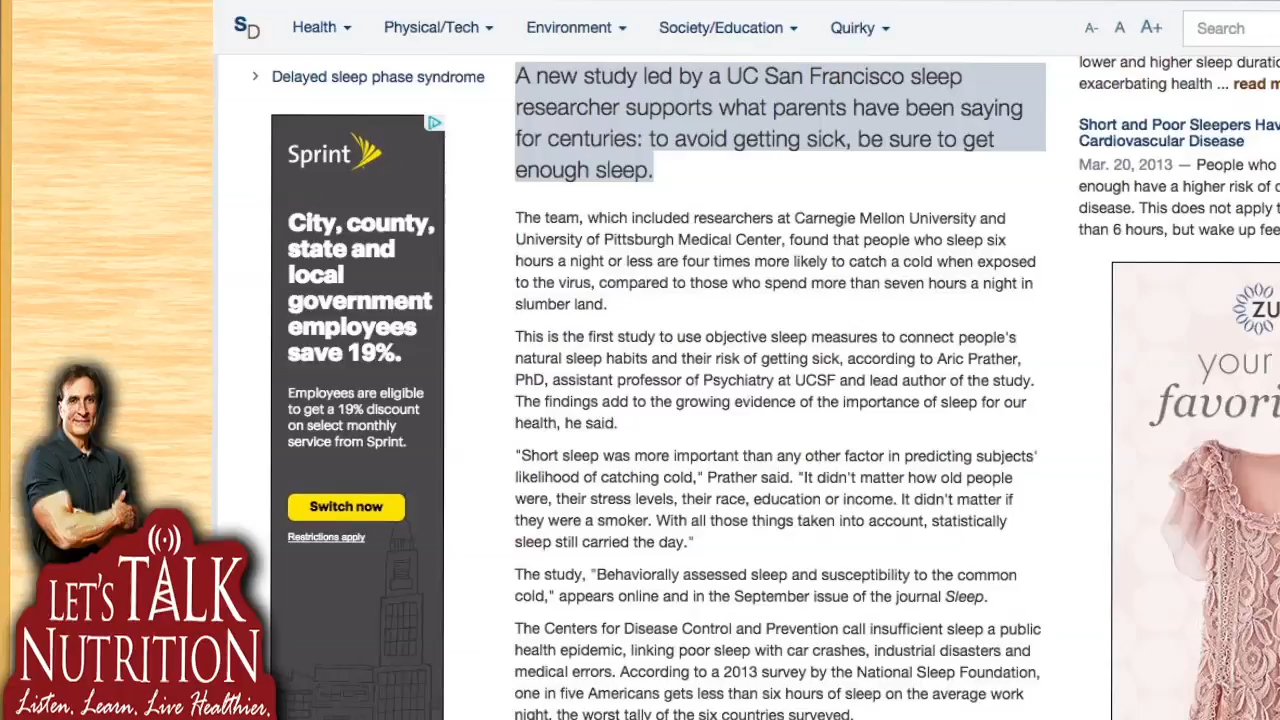 SD
Health
Physical/Tech
Environment
Society/Education
Quirky
A-
A
A+
Search
Delayed sleep phase syndrome
Sprint
City, county,
state and
local
government
employees
save 19%.
Employees are eligible
to get a 19% discount
on select monthly
service from Sprint.
Switch now
Restrictions apply
A new study led by a UC San Francisco sleep
researcher supports what parents have been saying
for centuries: to avoid getting sick, be sure to get
enough sleep.
The team, which included researchers at Carnegie Mellon University and
University of Pittsburgh Medical Center, found that people who sleep six
hours a night or less are four times more likely to catch a cold when exposed
to the virus, compared to those who spend more than seven hours a night in
slumber land.
This is the first study to use objective sleep measures to connect people's
natural sleep habits and their risk of getting sick, according to Aric Prather,
PhD, assistant professor of Psychiatry at UCSF and lead author of the study.
The findings add to the growing evidence of the importance of sleep for our
health, he said.
"Short sleep was more important than any other factor in predicting subjects'
likelihood of catching cold," Prather said. "It didn't matter how old people
were, their stress levels, their race, education or income. It didn't matter if
they were a smoker. With all those things taken into account, statistically
sleep still carried the day."
The study, "Behaviorally assessed sleep and susceptibility to the common
cold," appears online and in the September issue of the journal Sleep.
The Centers for Disease Control and Prevention call insufficient sleep a public
health epidemic, linking poor sleep with car crashes, industrial disasters and
medical errors. According to a 2013 survey by the National Sleep Foundation,
one in five Americans gets less than six hours of sleep on the average work
night, the worst tally of the six countries surveyed.
lower and higher sleep
exacerbating health ... read
Short and Poor Sleepers
Cardiovascular Disease
Mar. 20, 2013 — People who
enough have a higher risk of
disease. This does not apply
than 6 hours, but wake up
your
LET'S TALK
NUTRITION
Listen. Learn. Live Healthier.